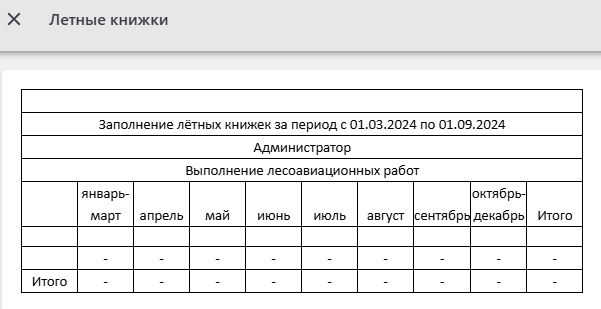 Летные книжки
Заполнение лётных книжек за период с 01.03.2024 по 01.09.2024
Администратор
Выполнение лесоавиационных работ
январь-март апрель май июнь июль август сентябрь октябрь-декабрь Итого
- - - - - - - - -
Итого - - - - - - - - -